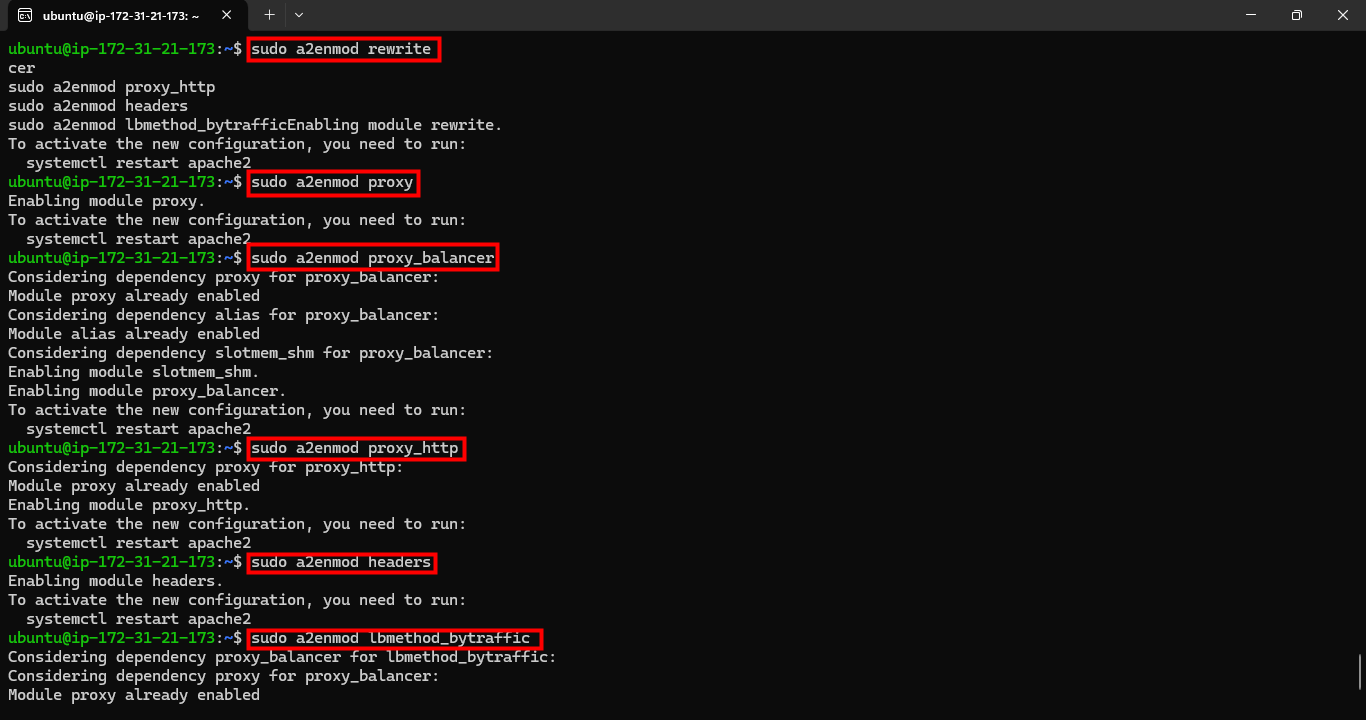 ubuntu@ip-172-31-21-173: ~
ubuntu@ip-172-31-21-173:~$ sudo a2enmod rewrite
cer
sudo a2enmod proxy_http
sudo a2enmod headers
sudo a2enmod lbmethod_bytrafficEnabling module rewrite.
To activate the new configuration, you need to run:
  systemctl restart apache2
ubuntu@ip-172-31-21-173:~$ sudo a2enmod proxy
Enabling module proxy.
To activate the new configuration, you need to run:
  systemctl restart apache2
ubuntu@ip-172-31-21-173:~$ sudo a2enmod proxy_balancer
Considering dependency proxy for proxy_balancer:
Module proxy already enabled
Considering dependency alias for proxy_balancer:
Module alias already enabled
Considering dependency slotmem_shm for proxy_balancer:
Enabling module slotmem_shm.
Enabling module proxy_balancer.
To activate the new configuration, you need to run:
  systemctl restart apache2
ubuntu@ip-172-31-21-173:~$ sudo a2enmod proxy_http
Considering dependency proxy for proxy_http:
Module proxy already enabled
Enabling module proxy_http.
To activate the new configuration, you need to run:
  systemctl restart apache2
ubuntu@ip-172-31-21-173:~$ sudo a2enmod headers
Enabling module headers.
To activate the new configuration, you need to run:
  systemctl restart apache2
ubuntu@ip-172-31-21-173:~$ sudo a2enmod lbmethod_bytraffic
Considering dependency proxy_balancer for lbmethod_bytraffic:
Considering dependency proxy for proxy_balancer:
Module proxy already enabled